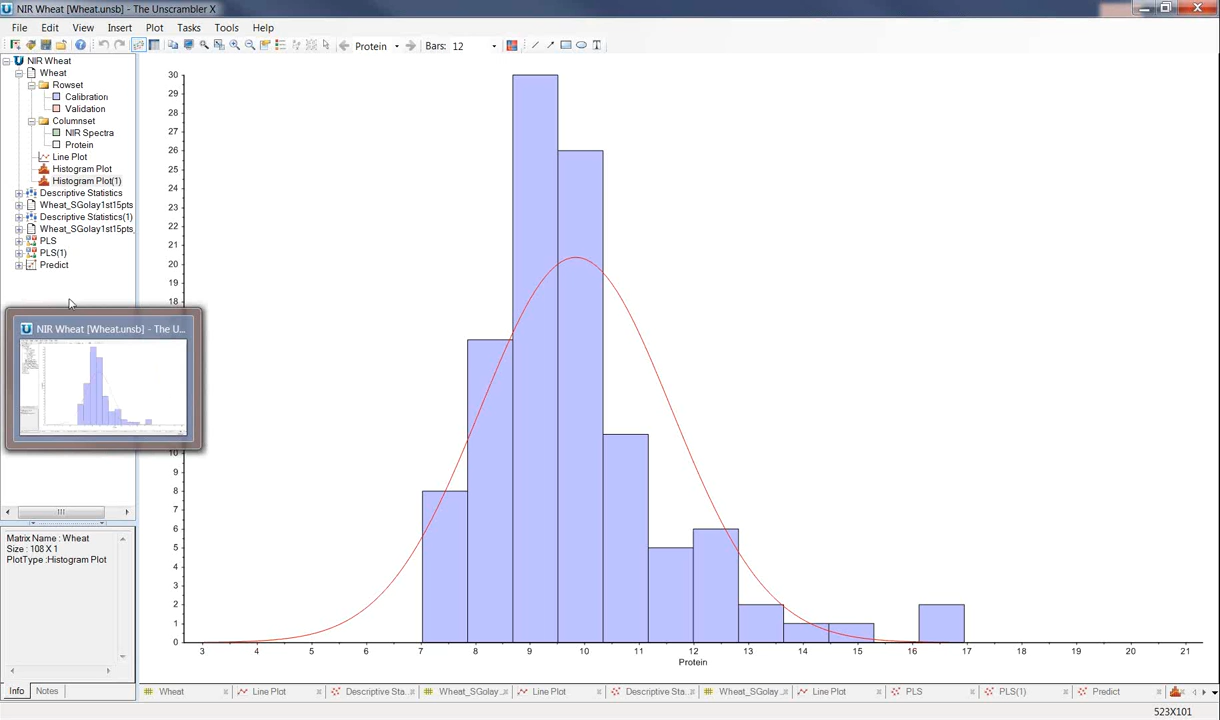 NIR Wheat [Wheat.unsb] - The Unscrambler X
File Edit View Insert Plot Tasks Tools Help
Protein Bars: 12
NIR Wheat
Wheat
Rowset
Calibration
Validation
Columnset
NIR Spectra
Protein
Line Plot
Histogram Plot
Histogram Plot(1)
Descriptive Statistics
Wheat_SGolay1st15pts
Descriptive Statistics(1)
Wheat_SGolay1st15pts_
PLS
PLS(1)
Predict
NIR Wheat [Wheat.unsb] - The U...
Matrix Name : Wheat
Size : 108 X 1
PlotType :Histogram Plot
Info Notes
30
29
28
27
26
25
24
23
22
21
20
19
18
10
9
8
7
6
5
4
3
2
1
0
3 4 5 6 7 8 9 10 11 12 13 14 15 16 17 18 19 20 21
Protein
Wheat Line Plot Descriptive Sta... Wheat_SGolay... Line Plot Descriptive Sta... Wheat_SGolay... Line Plot PLS PLS(1) Predict
523X101